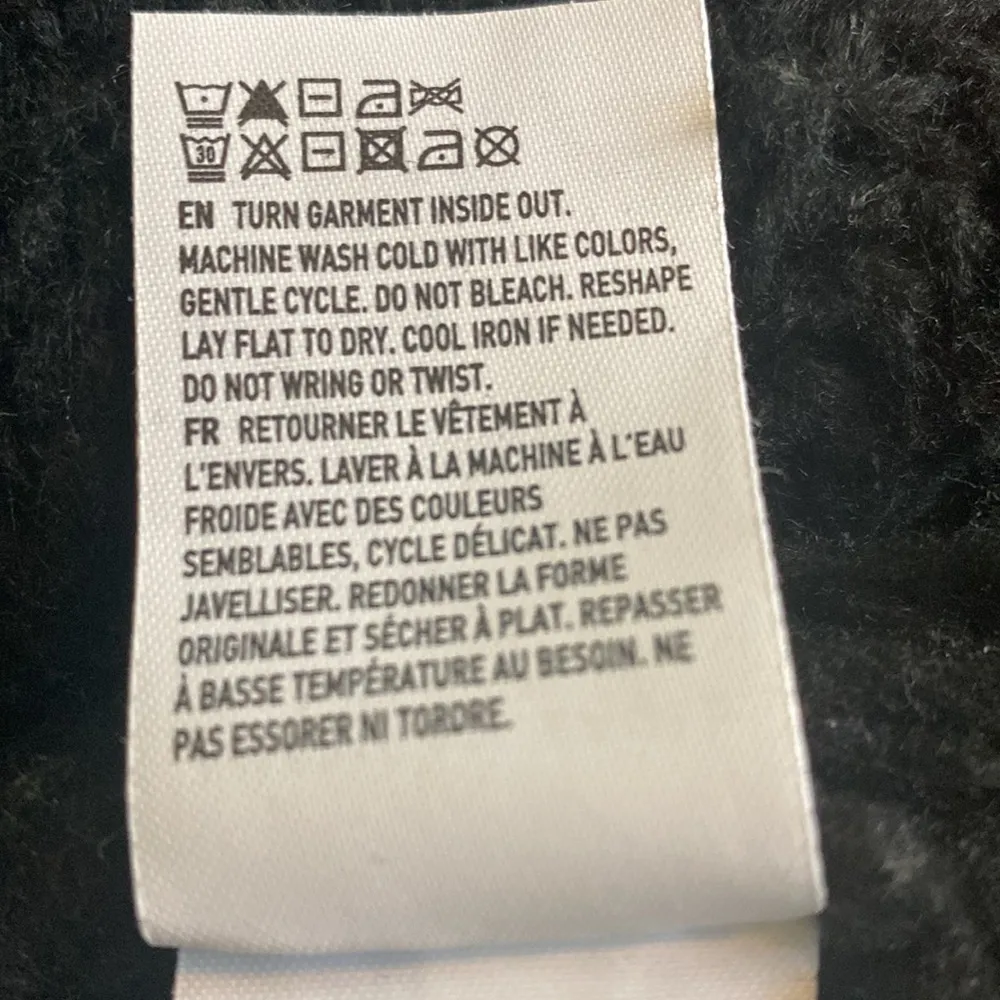 30
EN TURN GARMENT INSIDE OUT.
MACHINE WASH COLD WITH LIKE COLORS,
GENTLE CYCLE. DO NOT BLEACH. RESHAPE
LAY FLAT TO DRY. COOL IRON IF NEEDED.
DO NOT WRING OR TWIST.
FR RETOURNER LE VÊTEMENT À
L'ENVERS. LAVER À LA MACHINE À L'EAU
FROIDE AVEC DES COULEURS
SEMBLABLES, CYCLE DÉLICAT. NE PAS
JAVELLISER. REDONNER LA FORME
ORIGINALE ET SÉCHER À PLAT. REPASSER
À BASSE TEMPÉRATURE AU BESOIN. NE
PAS ESSORER NI TORDRE.